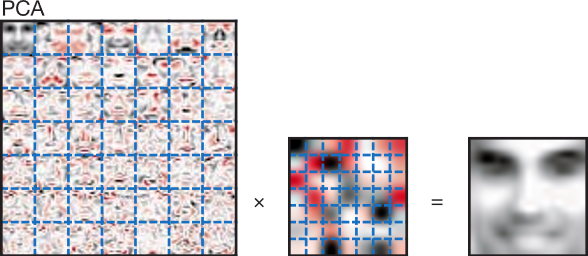 PCA
× =